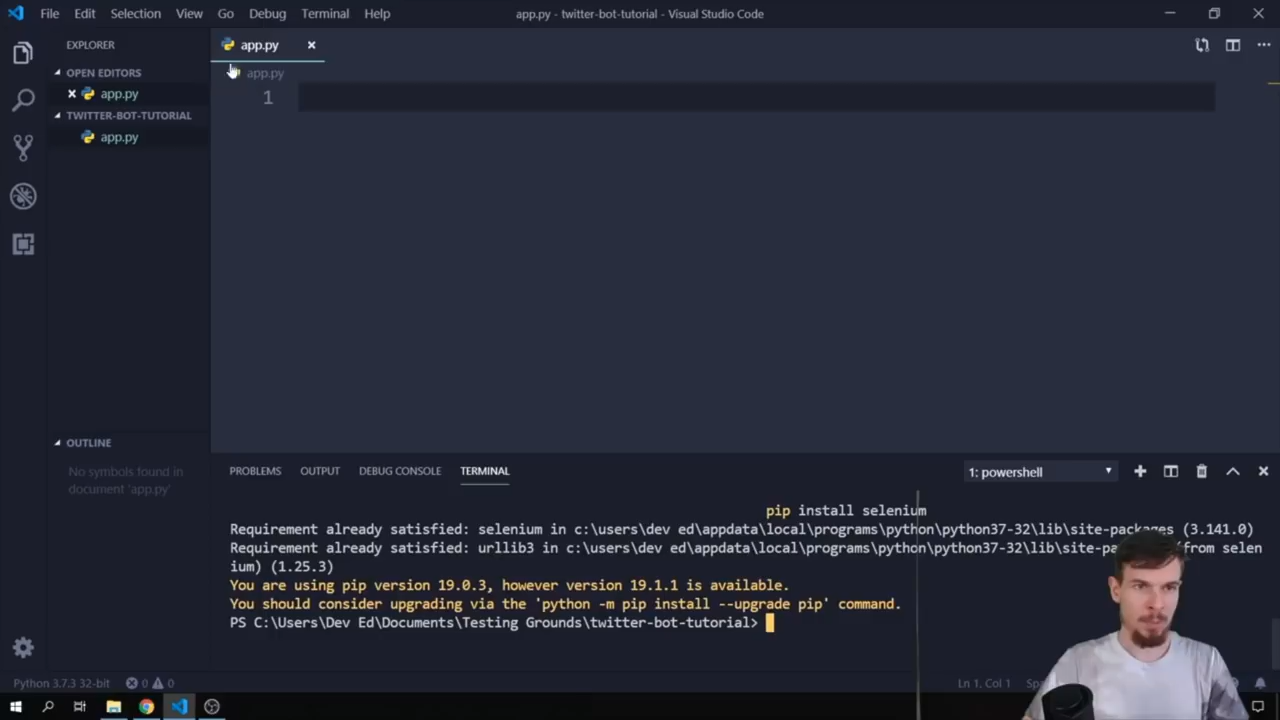 File Edit Selection View Go Debug Terminal Help
app.py - twitter-bot-tutorial - Visual Studio Code
EXPLORER
OPEN EDITORS
app.py
TWITTER-BOT-TUTORIAL
app.py
OUTLINE
No symbols found in
document 'app.py'
app.py
app.py
1
PROBLEMS OUTPUT DEBUG CONSOLE TERMINAL
1: powershell
pip install selenium
Requirement already satisfied: selenium in c:\users\dev ed\appdata\local\programs\python\python37-32\lib\site-packages (3.141.0)
Requirement already satisfied: urllib3 in c:\users\dev ed\appdata\local\programs\python\python37-32\lib\site-pac (from selen
ium) (1.25.3)
You are using pip version 19.0.3, however version 19.1.1 is available.
You should consider upgrading via the 'python -m pip install --upgrade pip' command.
PS C:\Users\Dev Ed\Documents\Testing Grounds\twitter-bot-tutorial>
Python 3.7.3 32-bit 0 0
Ln 1, Col 1